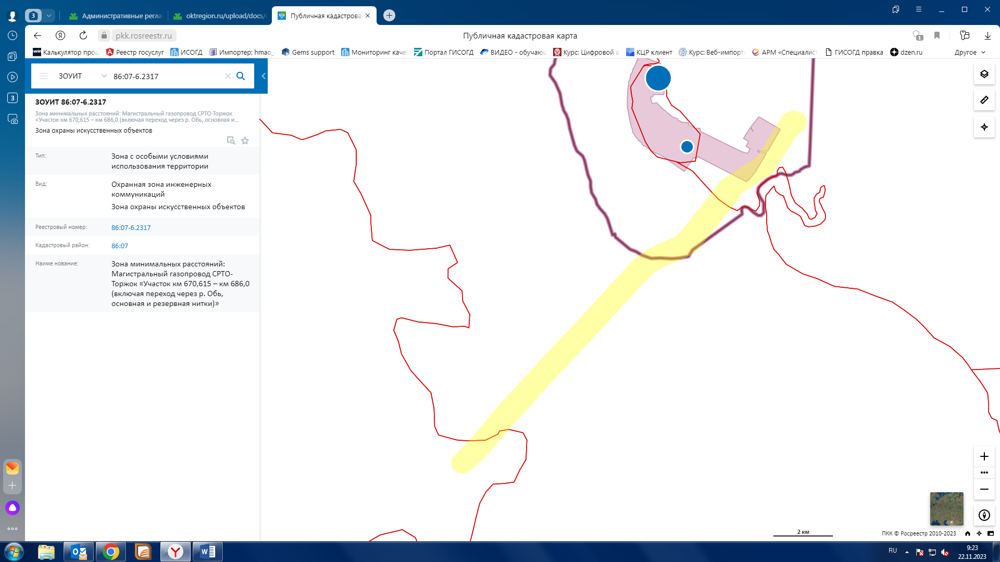 3
Административные регла
oktregion.ru/upload/docs/
Публичная кадастрова
pkk.rosreestr.ru
Публичная кадастровая карта
1
Калькулятор проц
Реестр госуслуг
ИСОГД
Импортер: hmao_
Gems support
Мониторинг каче
Портал ГИСОГД
ВИДЕО - обучающ
Курс: Цифровой а
КЦР клиент
Курс: Веб-импорт
АРМ «Специалист
ГИСОГД правка
dzen.ru
Другое
3
ЗОУИТ
86:07-6.2317
ЗОУИТ 86:07-6.2317
Зона минимальных расстояний: Магистральный газопровод СРТО-Торжок
«Участок км 670,615 – км 686,0 (включая переход через р. Обь, основная и...
Зона охраны искусственных объектов
Тип:
Зона с особыми условиями
использования территории
Вид:
Охранная зона инженерных
коммуникаций
Зона охраны искусственных объектов
Реестровый номер:
86:07-6.2317
Кадастровый район:
86:07
Наиме нование:
Зона минимальных расстояний:
Магистральный газопровод СРТО-
Торжок «Участок км 670,615 – км 686,0
(включая переход через р. Обь,
основная и резервная нитки)»
2 км
ПКК © Росреестр 2010-2023
RU
9:23
22.11.2023